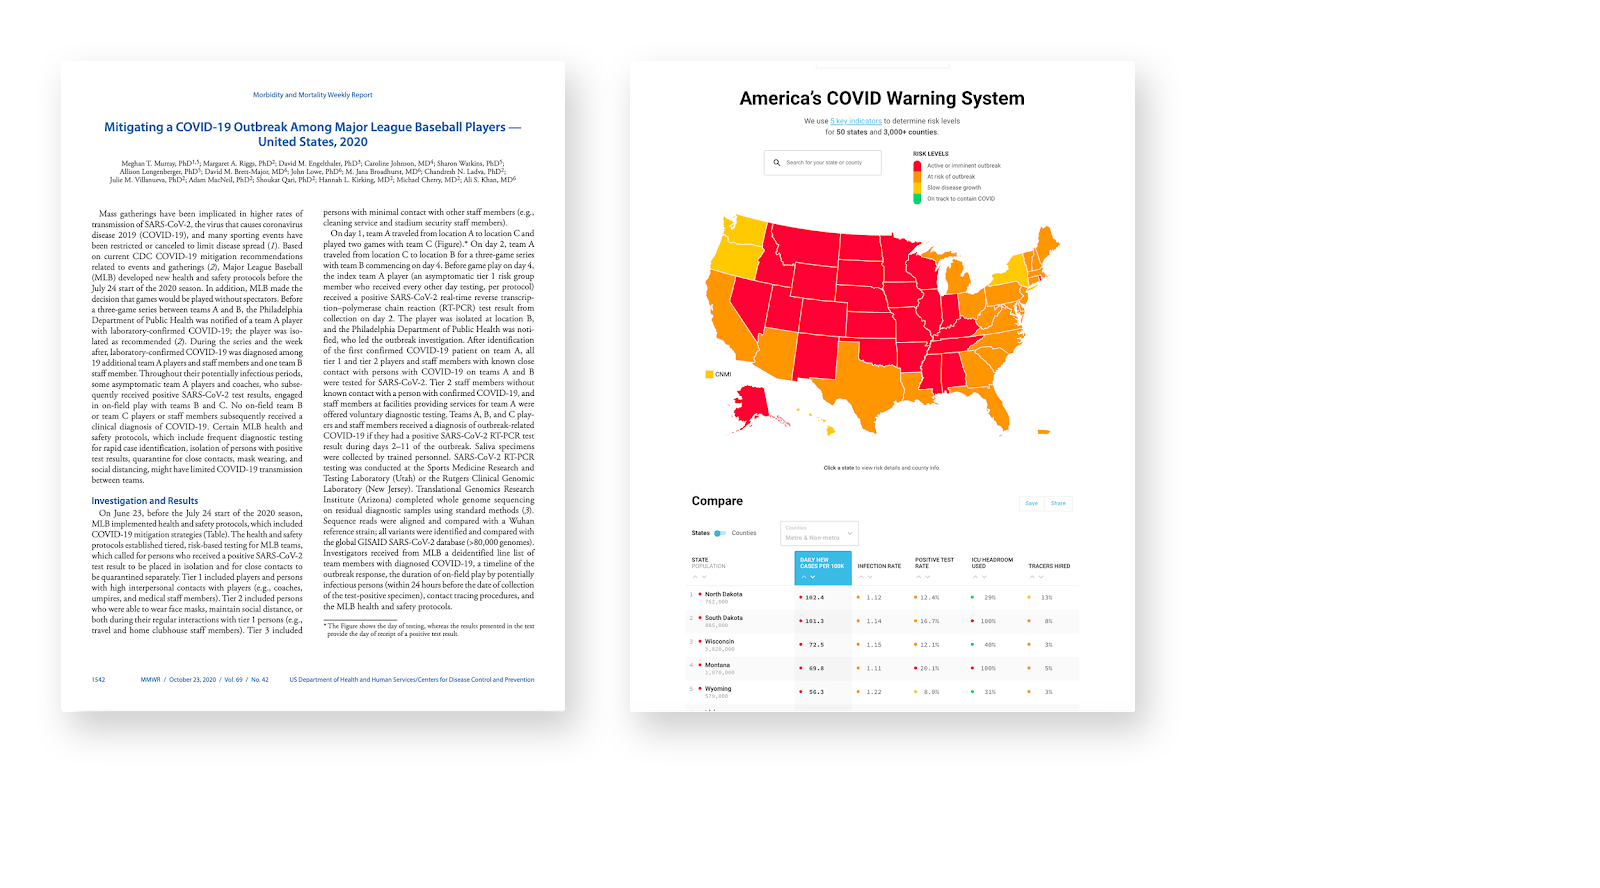 Morbidity and Mortality Weekly Report
Mitigating a COVID-19 Outbreak Among Major League Baseball Players —
United States, 2020
Meghan T. Murray, PhD1,5; Margaret A. Riggs, PhD2; David M. Engelthaler, PhD3; Caroline Johnson, MD4; Sharon Watkins, PhD5;
Allison Longenberger, PhD5; David M. Brett-Major, MD6; John Lowe, PhD6; M. Jana Broadhurst, MD6; Chandresh N. Ladva, PhD2;
Julie M. Villanueva, PhD2; Adam MacNeil, PhD2; Shoukat Qari, PhD2; Hannah L. Kirking, MD2; Michael Cherry, MD2; Ali S. Khan, MD6
Mass gatherings have been implicated in higher rates of
transmission of SARS-CoV-2, the virus that causes coronavirus
disease 2019 (COVID-19), and many sporting events have
been restricted or canceled to limit disease spread (1). Based
on current CDC COVID-19 mitigation recommendations
related to events and gatherings (2), Major League Baseball
(MLB) developed new health and safety protocols before the
July 24 start of the 2020 season. In addition, MLB made the
decision that games would be played without spectators. Before
a three-game series between teams A and B, the Philadelphia
Department of Public Health was notified of a team A player
with laboratory-confirmed COVID-19; the player was iso-
lated as recommended (2). During the series and the week
after, laboratory-confirmed COVID-19 was diagnosed among
19 additional team A players and staff members and one team B
staff member. Throughout their potentially infectious periods,
some asymptomatic team A players and coaches, who subse-
quently received positive SARS-CoV-2 test results, engaged
in on-field play with teams B and C. No on-field team B
or team C players or staff members subsequently received a
clinical diagnosis of COVID-19. Certain MLB health and
safety protocols, which include frequent diagnostic testing
for rapid case identification, isolation of persons with positive
test results, quarantine for close contacts, mask wearing, and
social distancing, might have limited COVID-19 transmission
between teams.
Investigation and Results
On June 23, before the July 24 start of the 2020 season,
MLB implemented health and safety protocols, which included
COVID-19 mitigation strategies (Table). The health and safety
protocols established tiered, risk-based testing for MLB teams,
which called for persons who received a positive SARS-CoV-2
test result to be placed in isolation and for close contacts to
be quarantined separately. Tier 1 included players and persons
with high interpersonal contacts with players (e.g., coaches,
umpires, and medical staff members). Tier 2 included persons
who were able to wear face masks, maintain social distance, or
both during their regular interactions with tier 1 persons (e.g.,
travel and home clubhouse staff members). Tier 3 included
persons with minimal contact with other staff members (e.g.,
cleaning service and stadium security staff members).
On day 1, team A traveled from location A to location C and
played two games with team C (Figure).* On day 2, team A
traveled from location C to location B for a three-game series
with team B commencing on day 4. Before game play on day 4,
the index team A player (an asymptomatic tier 1 risk group
member who received every other day testing, per protocol)
received a positive SARS-CoV-2 real-time reverse transcrip-
tion–polymerase chain reaction (RT-PCR) test result from
collection on day 2. The player was isolated at location B,
and the Philadelphia Department of Public Health was noti-
fied, who led the outbreak investigation. After identification
of the first confirmed COVID-19 patient on team A, all
tier 1 and tier 2 players and staff members with known close
contact with persons with COVID-19 on teams A and B
were tested for SARS-CoV-2. Tier 2 staff members without
known contact with a person with confirmed COVID-19, and
staff members at facilities providing services for team A were
offered voluntary diagnostic testing. Teams A, B, and C play-
ers and staff members received a diagnosis of outbreak-related
COVID-19 if they had a positive SARS-CoV-2 RT-PCR test
result during days 2–11 of the outbreak. Saliva specimens
were collected by trained personnel. SARS-CoV-2 RT-PCR
testing was conducted at the Sports Medicine Research and
Testing Laboratory (Utah) or the Rutgers Clinical Genomic
Laboratory (New Jersey). Translational Genomics Research
Institute (Arizona) completed whole genome sequencing
on residual diagnostic samples using standard methods (3).
Sequence reads were aligned and compared with a Wuhan
reference strain; all variants were identified and compared with
the global GISAID SARS-CoV-2 database (>80,000 genomes).
Investigators received from MLB a deidentified line list of
team members with diagnosed COVID-19, a timeline of the
outbreak response, the duration of on-field play by potentially
infectious persons (within 24 hours before the date of collection
of the test-positive specimen), contact tracing procedures, and
the MLB health and safety protocols.
* The Figure shows the day of testing, whereas the results presented in the text
provide the day of receipt of a positive test result.
1542 MMWR / October 23, 2020 / Vol. 69 / No. 42 US Department of Health and Human Services/Centers for Disease Control and Prevention
America's COVID Warning System
We use 5 key indicators to determine risk levels
for 50 states and 3,000+ counties.
Search for your state or county
RISK LEVELS
Active or imminent outbreak
At risk of outbreak
Slow disease growth
On track to contain COVID
CNMI
Click a state to view risk details and county info.
Compare
Save Share
States Counties
Counties
Metro & Non-metro
STATE
POPULATION
DAILY NEW
CASES PER 100K
INFECTION RATE
POSITIVE TEST
RATE
ICU HEADROOM
USED
TRACERS HIRED
1 North Dakota 102.4 1.12 12.4% 29% 13%
762,000
2 South Dakota 101.3 1.14 16.7% 100% 8%
885,000
3 Wisconsin 72.5 1.15 12.1% 40% 3%
5,820,000
4 Montana 69.8 1.11 20.1% 100% 5%
1,070,000
5 Wyoming 56.3 1.22 8.0% 31% 3%
579,000